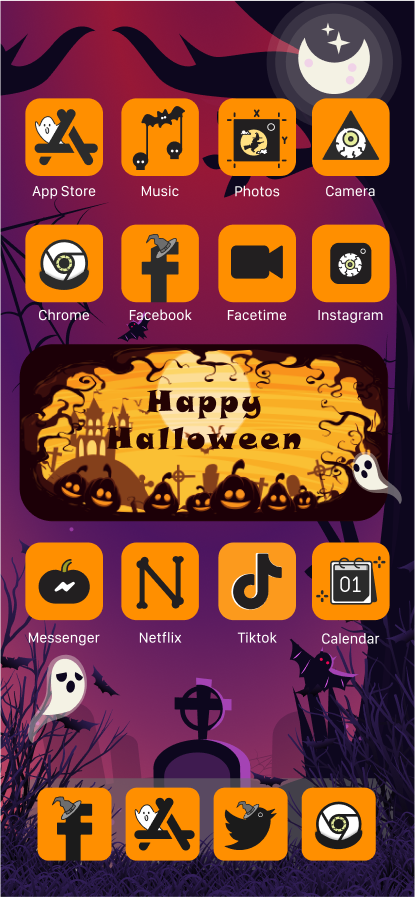 X
Y
App Store Music Photos Camera
Chrome Facebook Facetime Instagram
Happy
Halloween
01
Messenger Netflix Tiktok Calendar